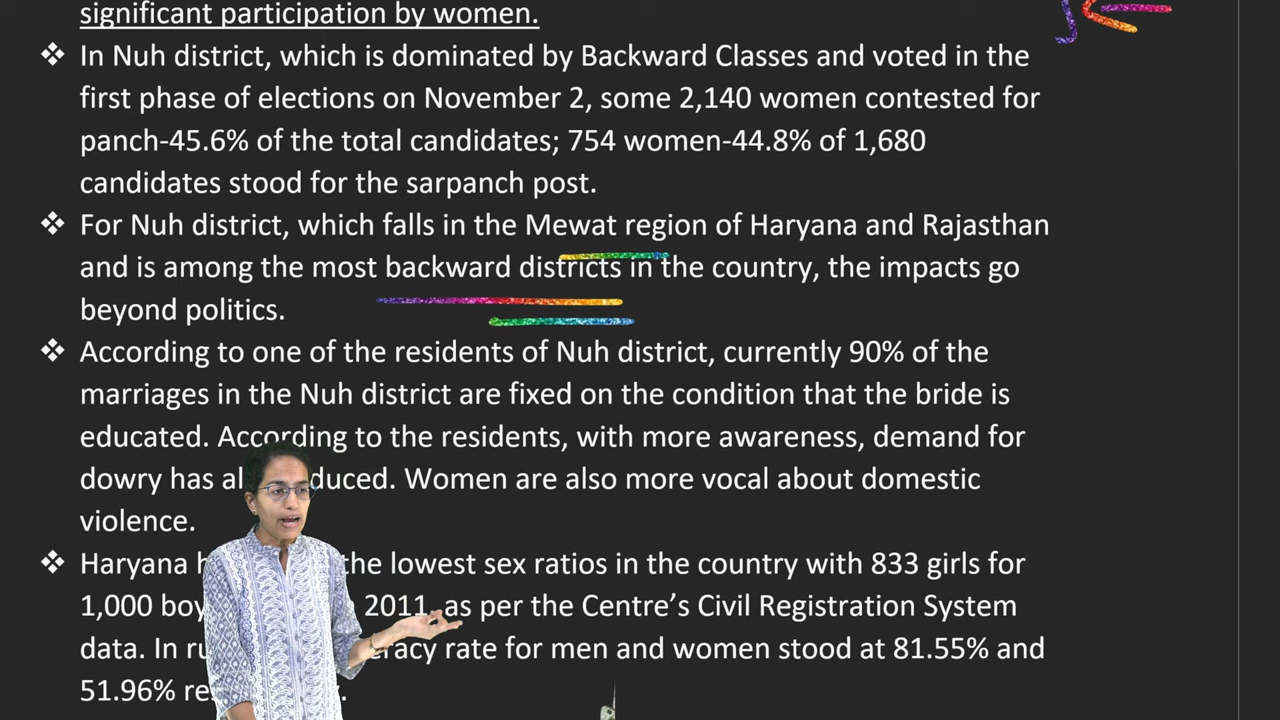 significant participation by women.
❖ In Nuh district, which is dominated by Backward Classes and voted in the
first phase of elections on November 2, some 2,140 women contested for
panch-45.6% of the total candidates; 754 women-44.8% of 1,680
candidates stood for the sarpanch post.
❖ For Nuh district, which falls in the Mewat region of Haryana and Rajasthan
and is among the most backward districts in the country, the impacts go
beyond politics.
❖ According to one of the residents of Nuh district, currently 90% of the
marriages in the Nuh district are fixed on the condition that the bride is
educated. According to the residents, with more awareness, demand for
dowry has al duced. Women are also more vocal about domestic
violence.
❖ Haryana h the lowest sex ratios in the country with 833 girls for
1,000 boy 2011, as per the Centre’s Civil Registration System
data. In ru racy rate for men and women stood at 81.55% and
51.96% re